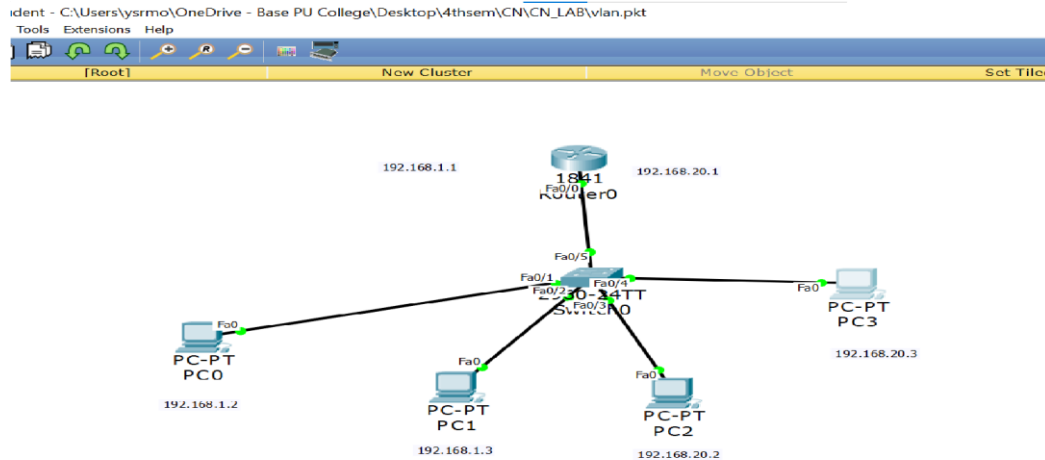 udent - C:\Users\ysrmo\OneDrive - Base PU College\Desktop\4thsem\CN\CN_LAB\vlan.pkt
Tools Extensions Help
[Root] New Cluster Move Object Set Tile
192.168.1.1
192.168.20.1
1841
Fa0/0
Router0
Fa0/5
Fa0/1
Fa0/2
Fa0/4
Fa0/3
2950-24TT
Switch0
Fa0
PC-PT
PC3
192.168.20.3
Fa0
PC-PT
PC0
192.168.1.2
Fa0
PC-PT
PC1
192.168.1.3
Fa0
PC-PT
PC2
192.168.20.2